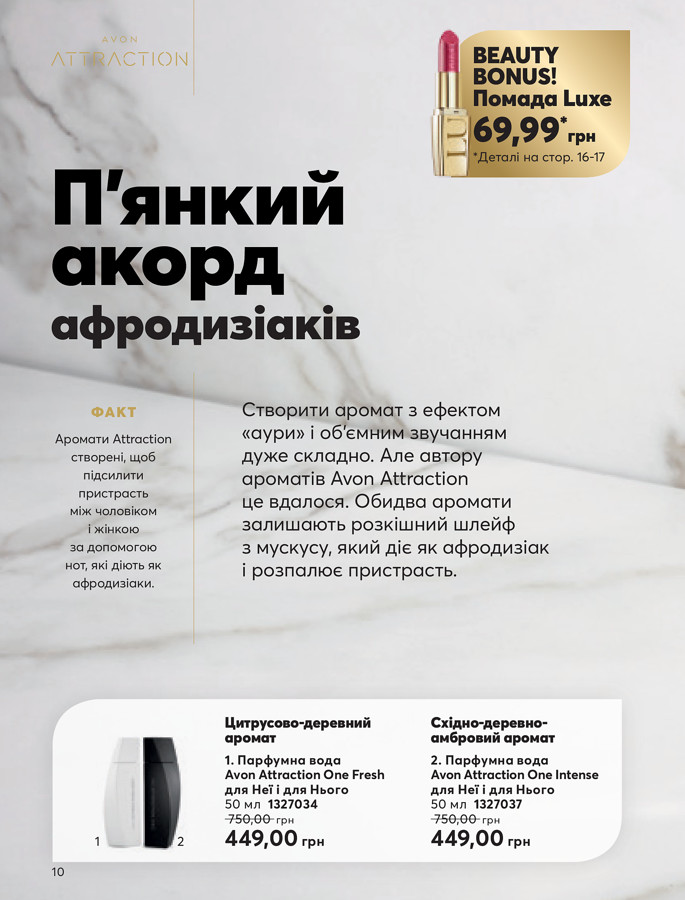 AVON
ATTRACTION
BEAUTY
BONUS!
Помада Luxe
69,99* грн
*Деталі на стор. 16-17
LU
П'янкий
акорд
афродизіаків
ФАКТ
Аромати Attraction
створені, щоб
підсилити
пристрасть
між чоловіком
і жінкою
за допомогою
нот, які діють як
афродизіаки.
Створити аромат з ефектом
«аури» і об'ємним звучанням
дуже складно. Але автору
ароматів Avon Attraction
це вдалося. Обидва аромати
залишають розкішний шлейф
з мускусу, який діє як афродизіак
і розпалює пристрасть.
1
2
Цитрусово-деревний
аромат
1. Парфумна вода
Avon Attraction One Fresh
для Неї і для Нього
50 мл 1327034
750,00 грн
449,00 грн
Східно-деревно-
амбровий аромат
2. Парфумна вода
Avon Attraction One Intense
для Неї і для Нього
50 мл 1327037
750,00 грн
449,00 грн
10